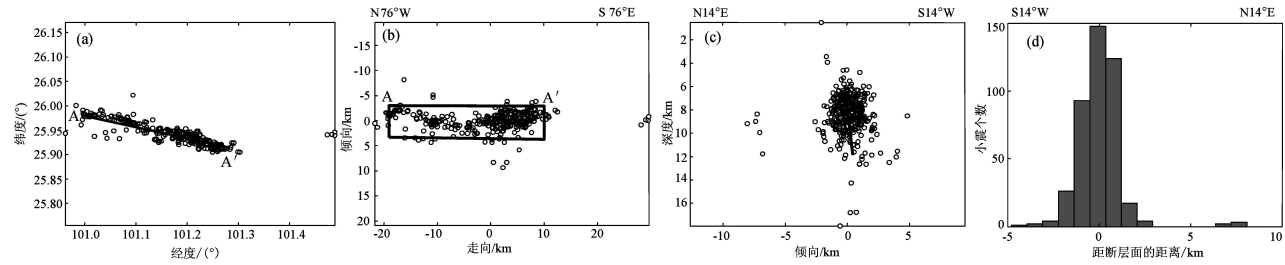 (a)
26.15
26.10
26.05
26.00
25.95
25.90
25.85
25.80
纬度/(°)
A
A′
101.0 101.1 101.2 101.3 101.4
经度/(°)
N76°W S 76°E
(b)
-15
-10
-5
0
5
10
15
20
倾向/km
A A′
-20 -10 0 10 20
走向/km
N14°E S14°W
(c)
2
4
6
8
10
12
14
16
深度/km
-10 -5 0 5
倾向/km
S14°W N14°E
(d)
150
100
50
0
小震个数
-5 0 5 10
距断层面的距离/km